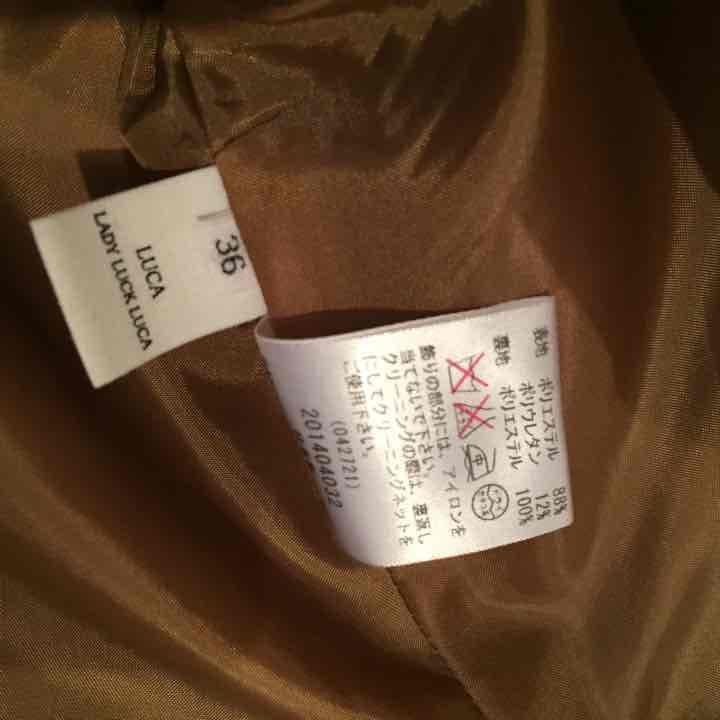 36
LUCA
LADY LUCK LUCA
表地 ポリエステル 88%
ポリウレタン 12%
裏地 ポリエステル 100%
飾りの部分には、アイロンを
当てないで下さい。
クリーニングの際は、裏返し
にしてクリーニングネットを
ご使用下さい。
(042721)
201404032